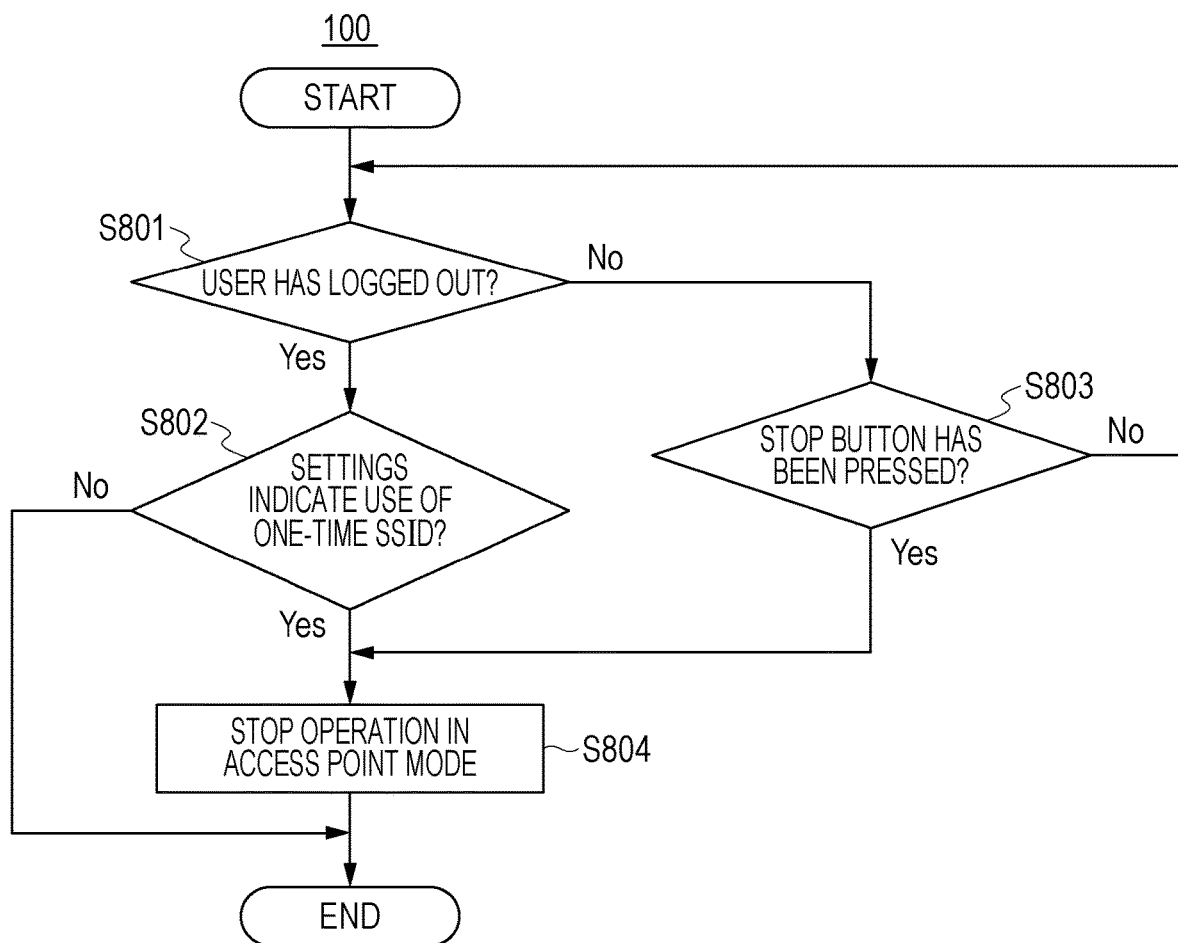 100
START
S801
USER HAS LOGGED OUT?
No
Yes
S802
SETTINGS
INDICATE USE OF
ONE-TIME SSID?
No
Yes
S803
STOP BUTTON HAS
BEEN PRESSED?
No
Yes
STOP OPERATION IN
ACCESS POINT MODE
S804
END